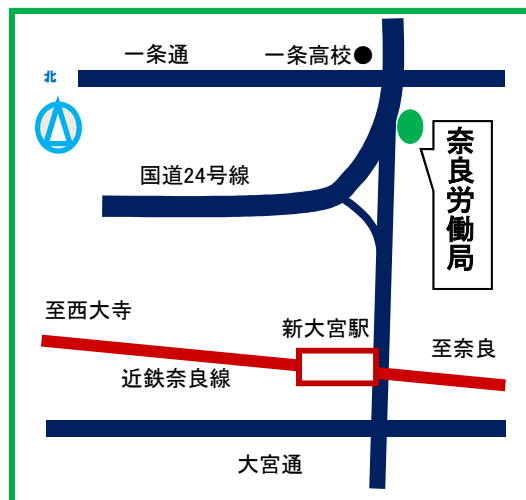 一条通
一条高校●
北
国道24号線
奈良労働局
至西大寺
新大宮駅
至奈良
近鉄奈良線
大宮通